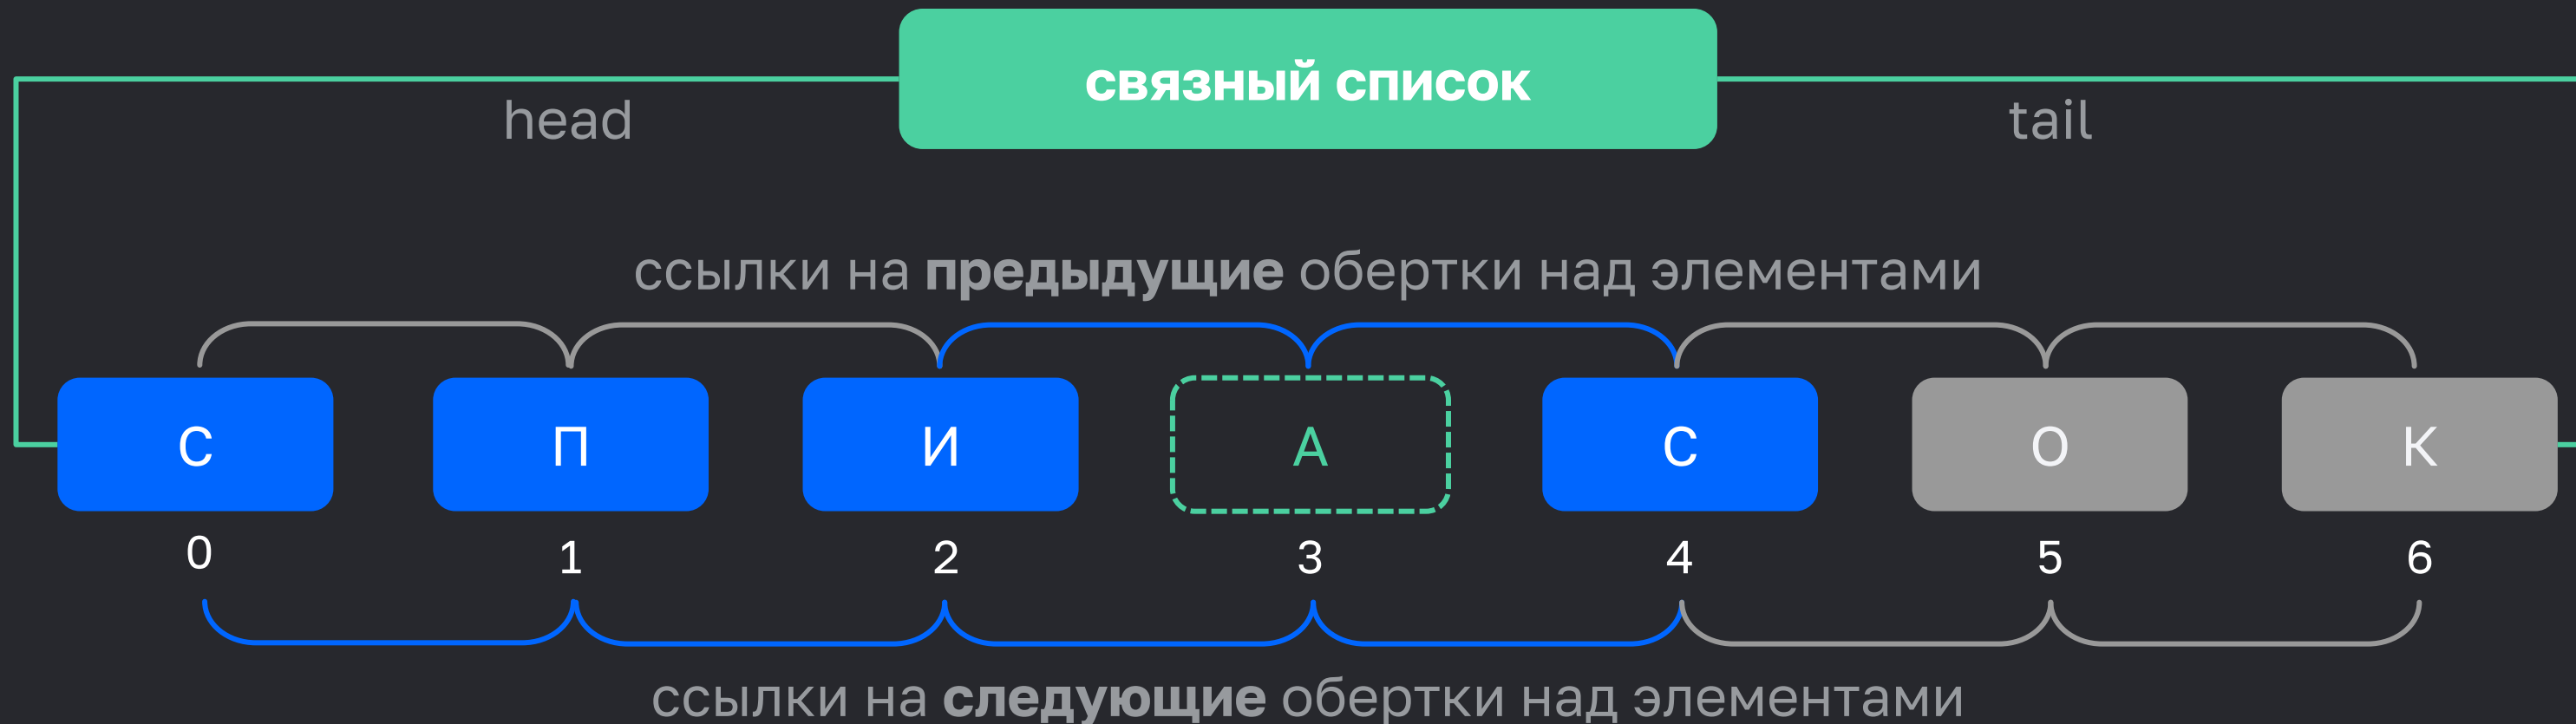 связный список
head
tail
ссылки на предыдущие обертки над элементами
С П И А С О К
0 1 2 3 4 5 6
ссылки на следующие обертки над элементами